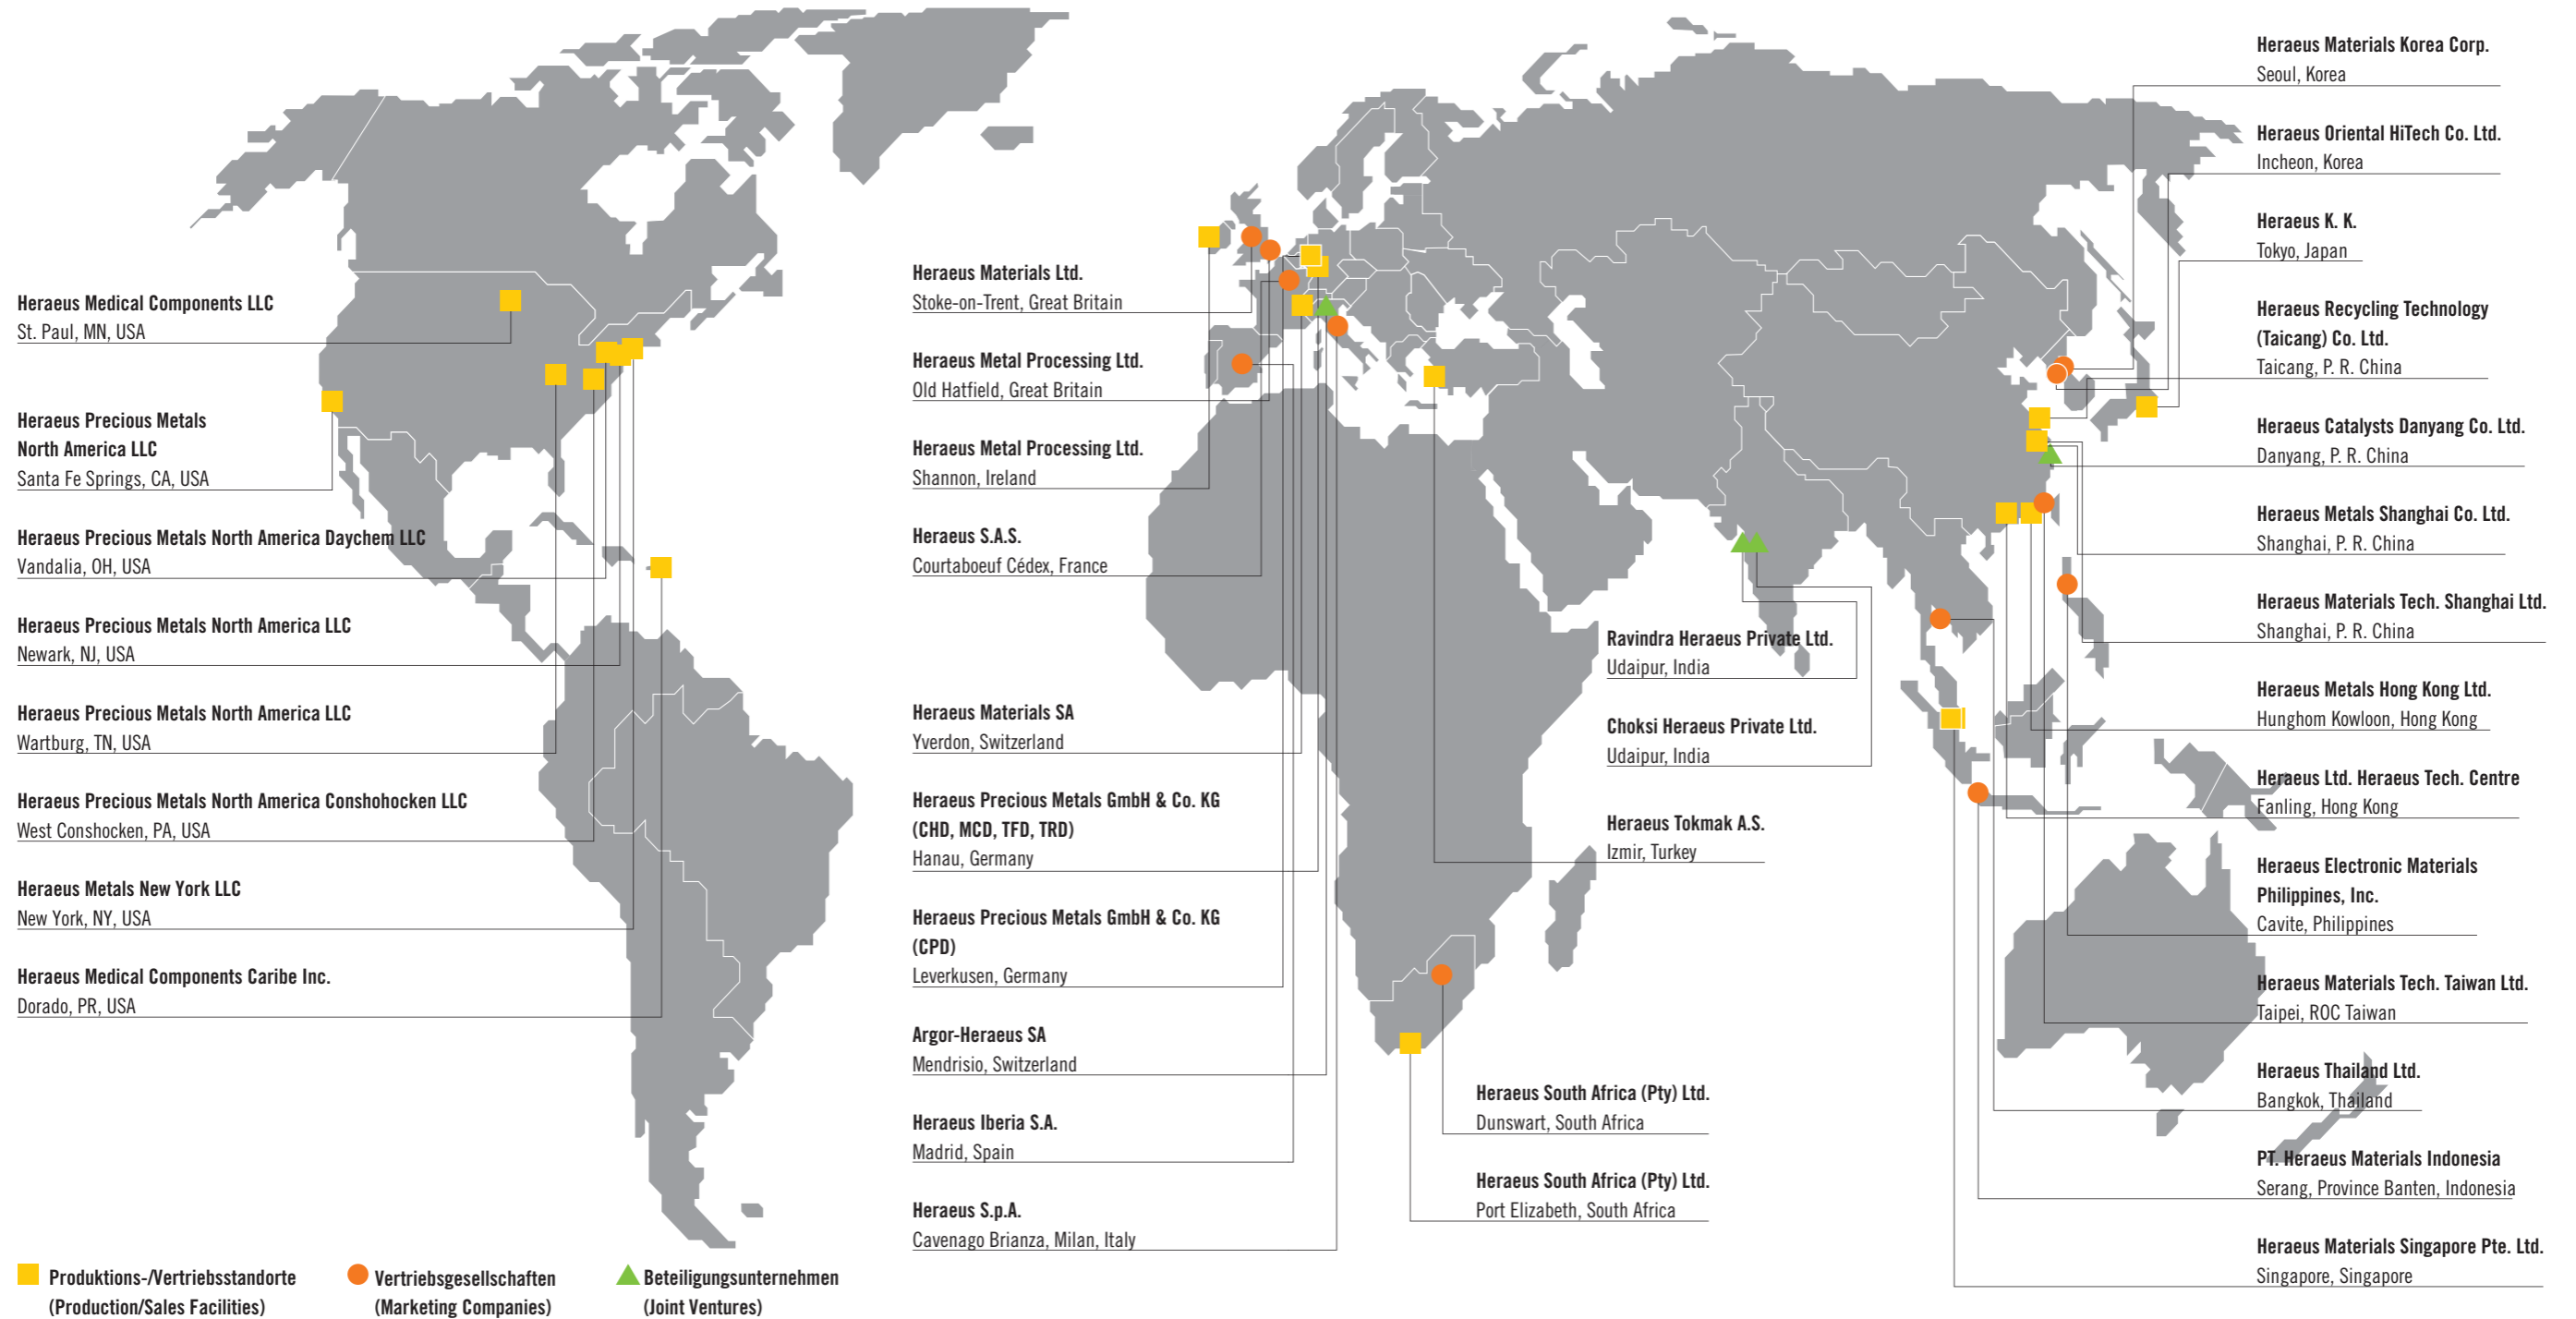 Heraeus Medical Components LLC
St. Paul, MN, USA
Heraeus Precious Metals
North America LLC
Santa Fe Springs, CA, USA
Heraeus Precious Metals North America Daychem LLC
Vandalia, OH, USA
Heraeus Precious Metals North America LLC
Newark, NJ, USA
Heraeus Precious Metals North America LLC
Wartburg, TN, USA
Heraeus Precious Metals North America Conshohocken LLC
West Conshocken, PA, USA
Heraeus Metals New York LLC
New York, NY, USA
Heraeus Medical Components Caribe Inc.
Dorado, PR, USA
Heraeus Materials Ltd.
Stoke-on-Trent, Great Britain
Heraeus Metal Processing Ltd.
Old Hatfield, Great Britain
Heraeus Metal Processing Ltd.
Shannon, Ireland
Heraeus S.A.S.
Courtaboeuf Cédex, France
Heraeus Materials SA
Yverdon, Switzerland
Heraeus Precious Metals GmbH & Co. KG
(CHD, MCD, TFD, TRD)
Hanau, Germany
Heraeus Precious Metals GmbH & Co. KG
(CPD)
Leverkusen, Germany
Argor-Heraeus SA
Mendrisio, Switzerland
Heraeus Iberia S.A.
Madrid, Spain
Heraeus S.p.A.
Cavenago Brianza, Milan, Italy
Ravindra Heraeus Private Ltd.
Udaipur, India
Choksi Heraeus Private Ltd.
Udaipur, India
Heraeus Tokmak A.S.
Izmir, Turkey
Heraeus South Africa (Pty) Ltd.
Dunswart, South Africa
Heraeus South Africa (Pty) Ltd.
Port Elizabeth, South Africa
Heraeus Materials Korea Corp.
Seoul, Korea
Heraeus Oriental HiTech Co. Ltd.
Incheon, Korea
Heraeus K. K.
Tokyo, Japan
Heraeus Recycling Technology
(Taicang) Co. Ltd.
Taicang, P. R. China
Heraeus Catalysts Danyang Co. Ltd.
Danyang, P. R. China
Heraeus Metals Shanghai Co. Ltd.
Shanghai, P. R. China
Heraeus Materials Tech. Shanghai Ltd.
Shanghai, P. R. China
Heraeus Metals Hong Kong Ltd.
Hunghom Kowloon, Hong Kong
Heraeus Ltd. Heraeus Tech. Centre
Fanling, Hong Kong
Heraeus Electronic Materials
Philippines, Inc.
Cavite, Philippines
Heraeus Materials Tech. Taiwan Ltd.
Taipei, ROC Taiwan
Heraeus Thailand Ltd.
Bangkok, Thailand
PT. Heraeus Materials Indonesia
Serang, Province Banten, Indonesia
Heraeus Materials Singapore Pte. Ltd.
Singapore, Singapore
Produktions-/Vertriebsstandorte
(Production/Sales Facilities)
Vertriebsgesellschaften
(Marketing Companies)
Beteiligungsunternehmen
(Joint Ventures)